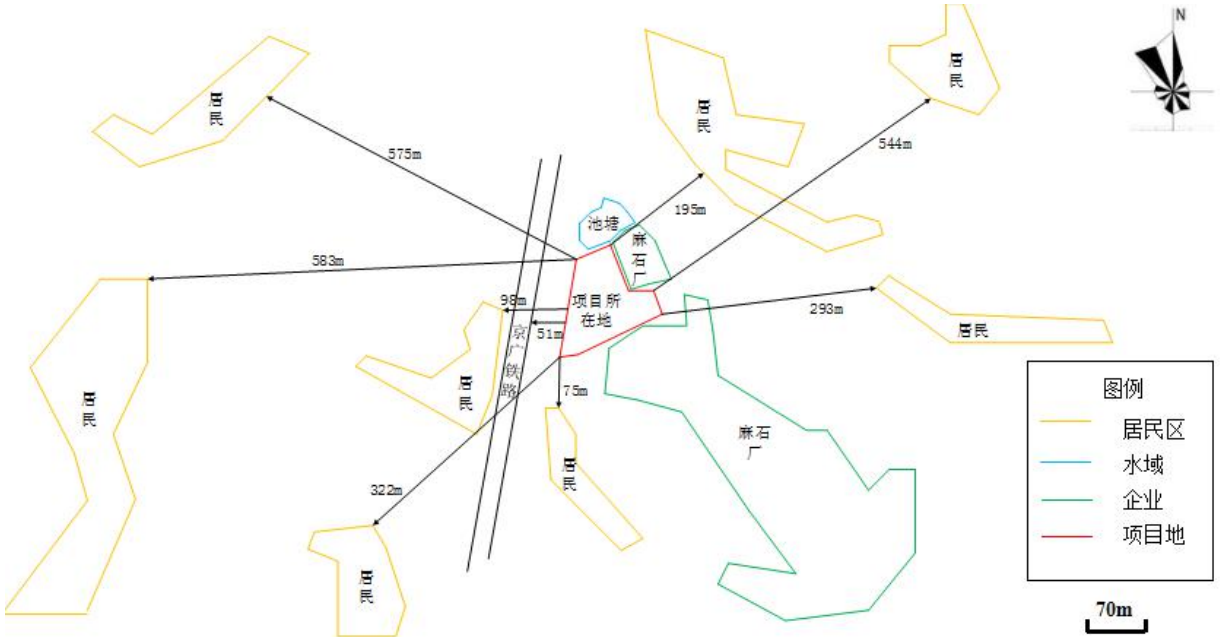 N
居
民
居
民
居
民
544m
575m
195m
池塘
麻
石
厂
583m
项目所
在地
98m
51m
293m
居民
京
广
铁
路
居
民
居
民
75m
麻石
厂
居
民
322m
居
民
图例
居民区
水域
企业
项目地
70m